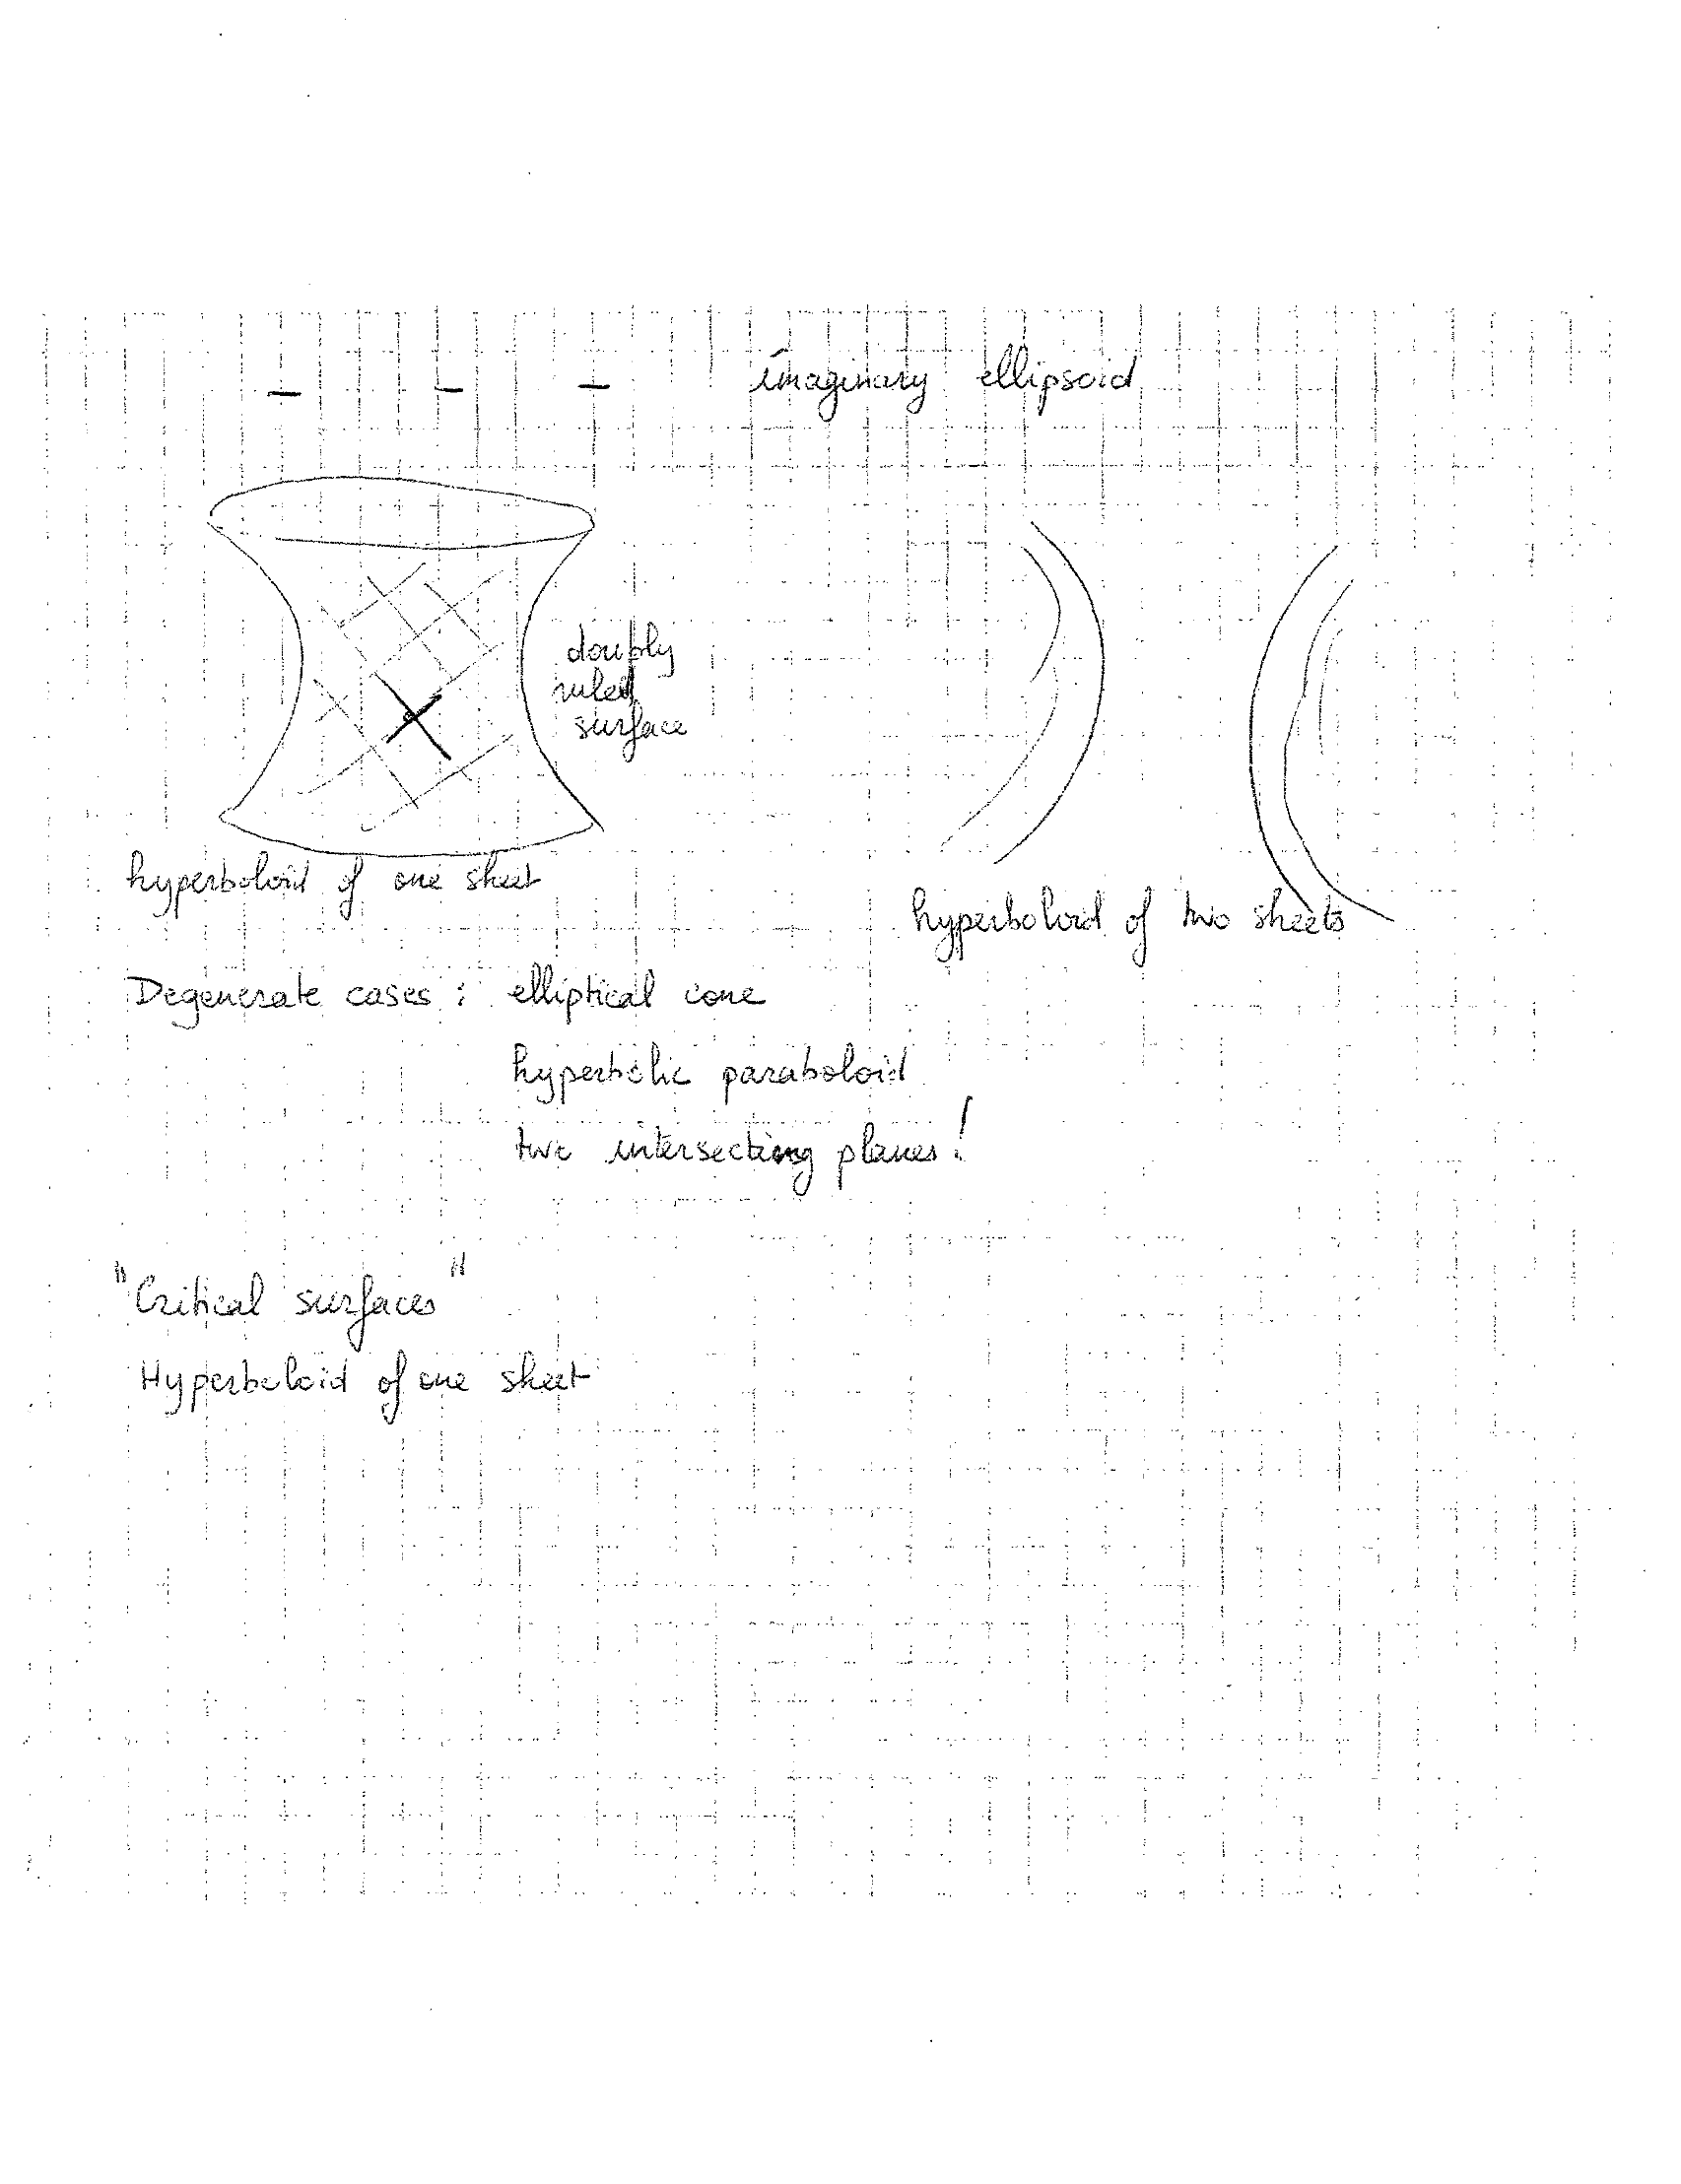 – – – imaginary ellipsoid
doubly
ruled
surface
hyperboloid of one sheet
hyperboloid of two sheets
Degenerate cases : elliptical cone
hyperbolic paraboloid
two intersecting planes!
"Critical surfaces"
Hyperboloid of one sheet